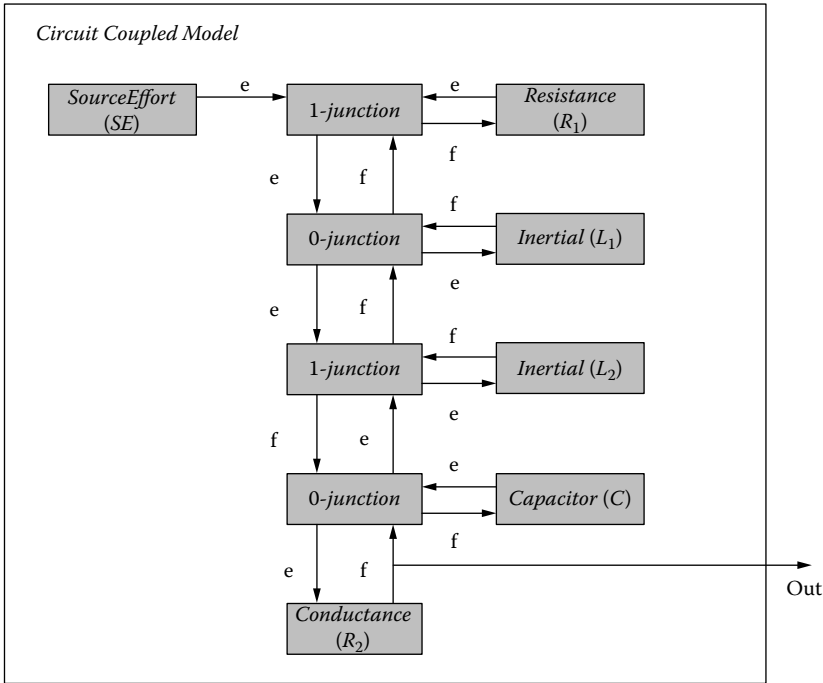 Circuit Coupled Model
SourceEffort
(SE)
e
1-junction
e
Resistance
(R₁)
f
e
f
f
0-junction
Inertial (L₁)
e
e
f
f
1-junction
Inertial (L₂)
e
f
e
e
0-junction
Capacitor (C)
f
e
f
Out
Conductance
(R₂)